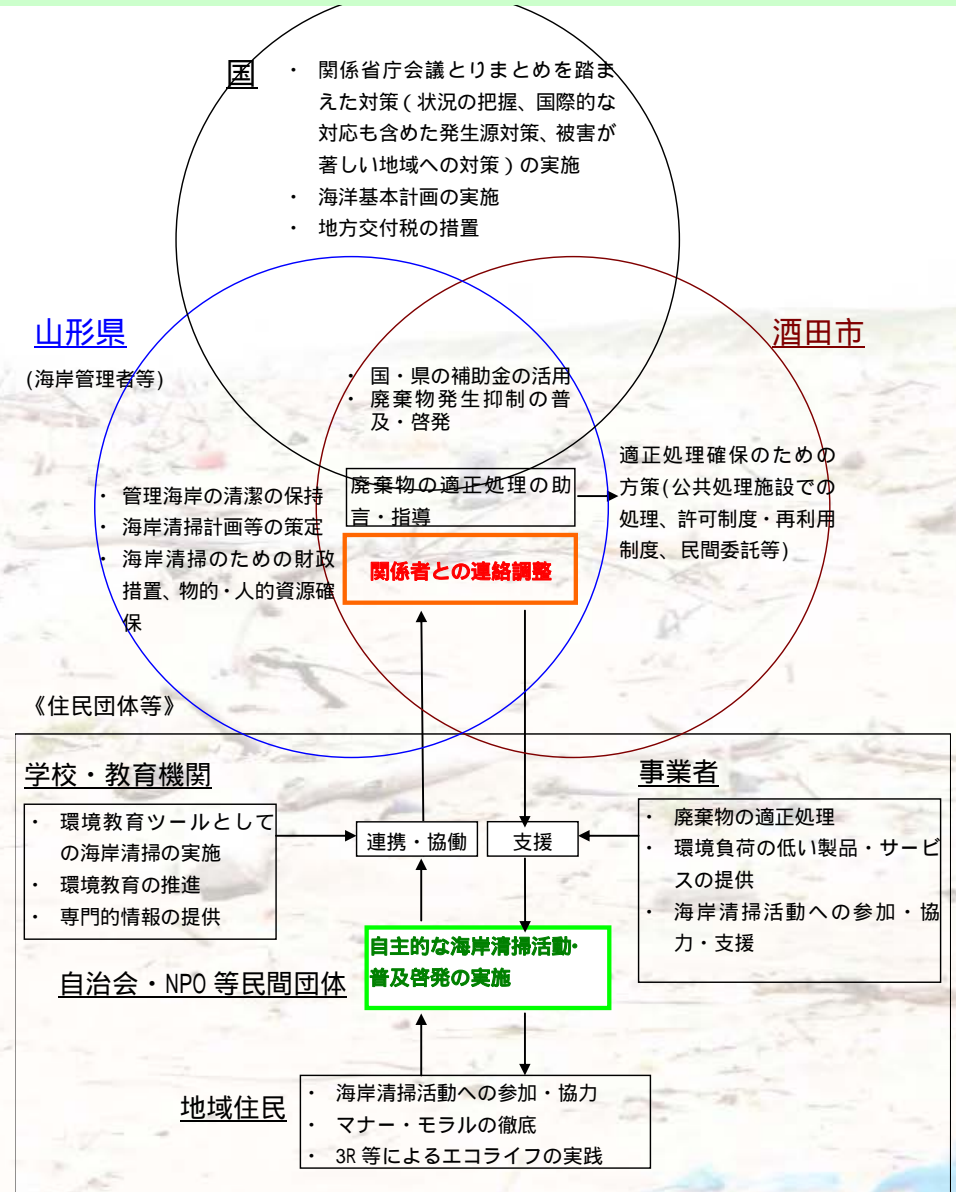 国
・ 関係省庁会議とりまとめを踏ま
えた対策(状況の把握、国際的な
対応も含めた発生源対策、被害が
著しい地域への対策)の実施
・ 海洋基本計画の実施
・ 地方交付税の措置
山形県
(海岸管理者等)
酒田市
・ 国・県の補助金の活用
・ 廃棄物発生抑制の普
及・啓発
・ 管理海岸の清潔の保持
・ 海岸清掃計画等の策定
・ 海岸清掃のための財政
措置、物的・人的資源確
保
廃棄物の適正処理の助
言・指導
関係者との連絡調整
適正処理確保のための
方策(公共処理施設での
処理、許可制度・再利用
制度、民間委託等)
《住民団体等》
学校・教育機関
・ 環境教育ツールとして
の海岸清掃の実施
・ 環境教育の推進
・ 専門的情報の提供
連携・協働
支援
事業者
・ 廃棄物の適正処理
・ 環境負荷の低い製品・サービ
スの提供
・ 海岸清掃活動への参加・協
力・支援
自治会・NPO 等民間団体
自主的な海岸清掃活動・
普及啓発の実施
地域住民
・ 海岸清掃活動への参加・協力
・ マナー・モラルの徹底
・ 3R 等によるエコライフの実践